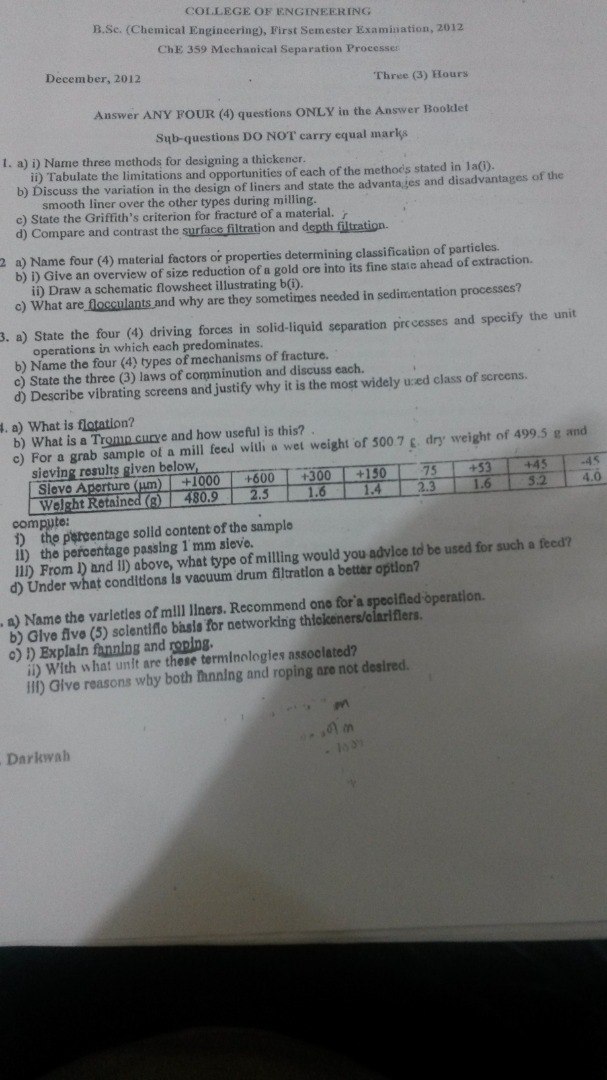 COLLEGE OF ENGINEERING
B.Sc. (Chemical Engineering), First Semester Examination, 2012
ChE 359 Mechanical Separation Processes
December, 2012 Three (3) Hours
Answer ANY FOUR (4) questions ONLY in the Answer Booklet
Sub-questions DO NOT carry equal marks
1. a) i) Name three methods for designing a thickener.
ii) Tabulate the limitations and opportunities of each of the methods stated in 1a(i).
b) Discuss the variation in the design of liners and state the advantages and disadvantages of the
smooth liner over the other types during milling.
c) State the Griffith's criterion for fracture of a material.
d) Compare and contrast the surface filtration and depth filtration.
2 a) Name four (4) material factors or properties determining classification of particles.
b) i) Give an overview of size reduction of a gold ore into its fine state ahead of extraction.
ii) Draw a schematic flowsheet illustrating b(i).
c) What are flocculants and why are they sometimes needed in sedimentation processes?
3. a) State the four (4) driving forces in solid-liquid separation processes and specify the unit
operations in which each predominates.
b) Name the four (4) types of mechanisms of fracture.
c) State the three (3) laws of comminution and discuss each.
d) Describe vibrating screens and justify why it is the most widely used class of screens.
4. a) What is flotation?
b) What is a Tromp curve and how useful is this?
c) For a grab sample of a mill feed with a wet weight of 500.7 g, dry weight of 499.5 g and
sieving results given below,
Sieve Aperture (µm) +1000 +600 +300 +150 75 +53 +45 -45
Weight Retained (g) 480.9 2.5 1.6 1.4 2.3 1.6 5.2 4.0
compute:
i) the percentage solid content of the sample
ii) the percentage passing 1 mm sieve.
iii) From i) and ii) above, what type of milling would you advice to be used for such a feed?
d) Under what conditions is vacuum drum filtration a better option?
. a) Name the varieties of mill liners. Recommend one for a specified operation.
b) Give five (5) scientific basis for networking thickeners/clarifiers.
c) i) Explain fanning and roping.
ii) With what unit are these terminologies associated?
iii) Give reasons why both fanning and roping are not desired.
Darkwah